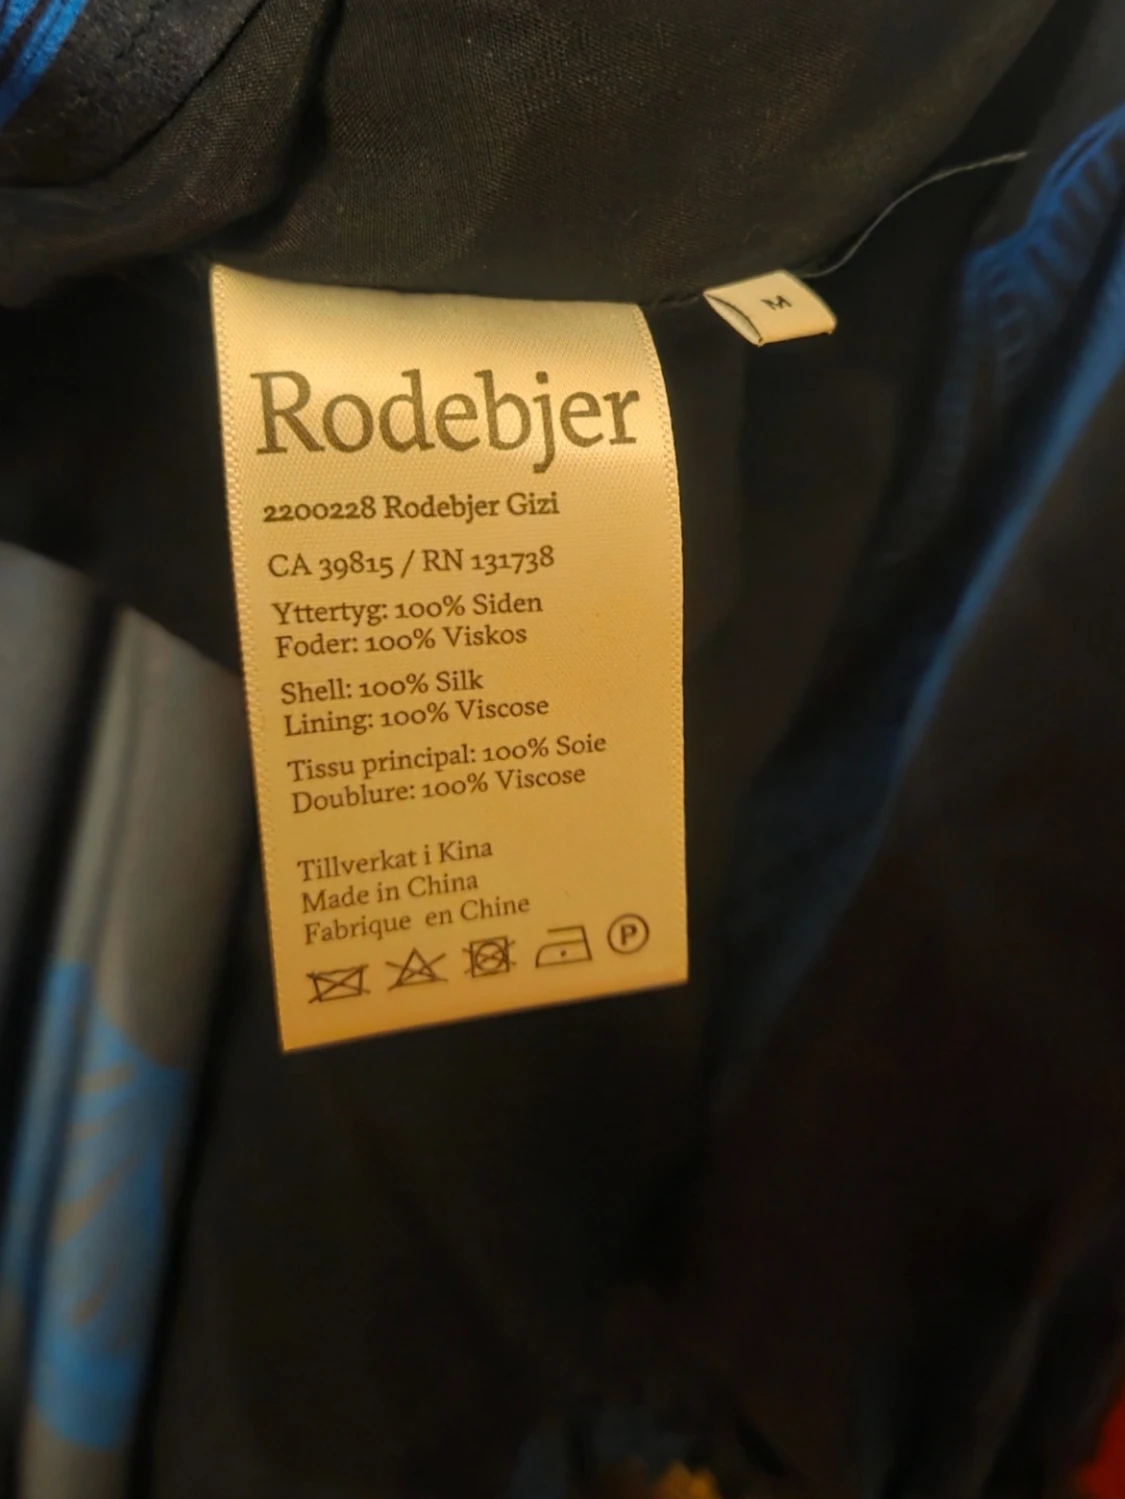 M
Rodebjer
2200228 Rodebjer Gizi
CA 39815 / RN 131738
Yttertyg: 100% Siden
Foder: 100% Viskos
Shell: 100% Silk
Lining: 100% Viscose
Tissu principal: 100% Soie
Doublure: 100% Viscose
Tillverkat i Kina
Made in China
Fabrique en Chine
P